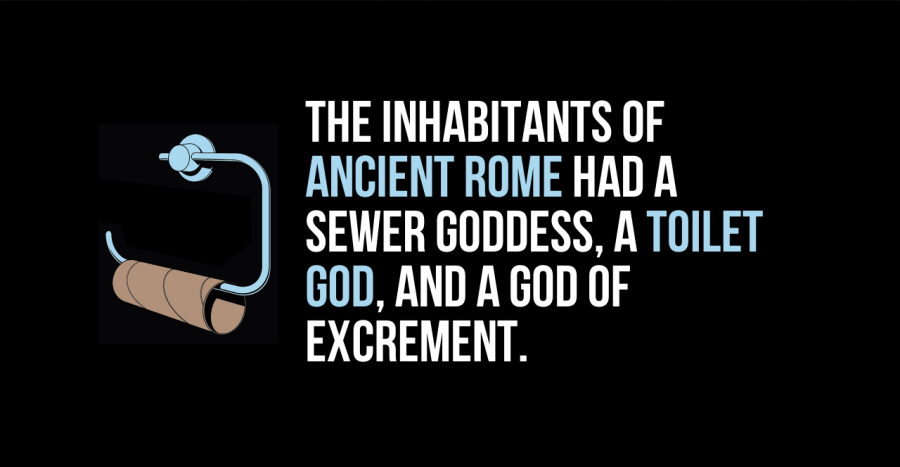 THE INHABITANTS OF
ANCIENT ROME HAD A
SEWER GODDESS, A TOILET
GOD, AND A GOD OF
EXCREMENT.